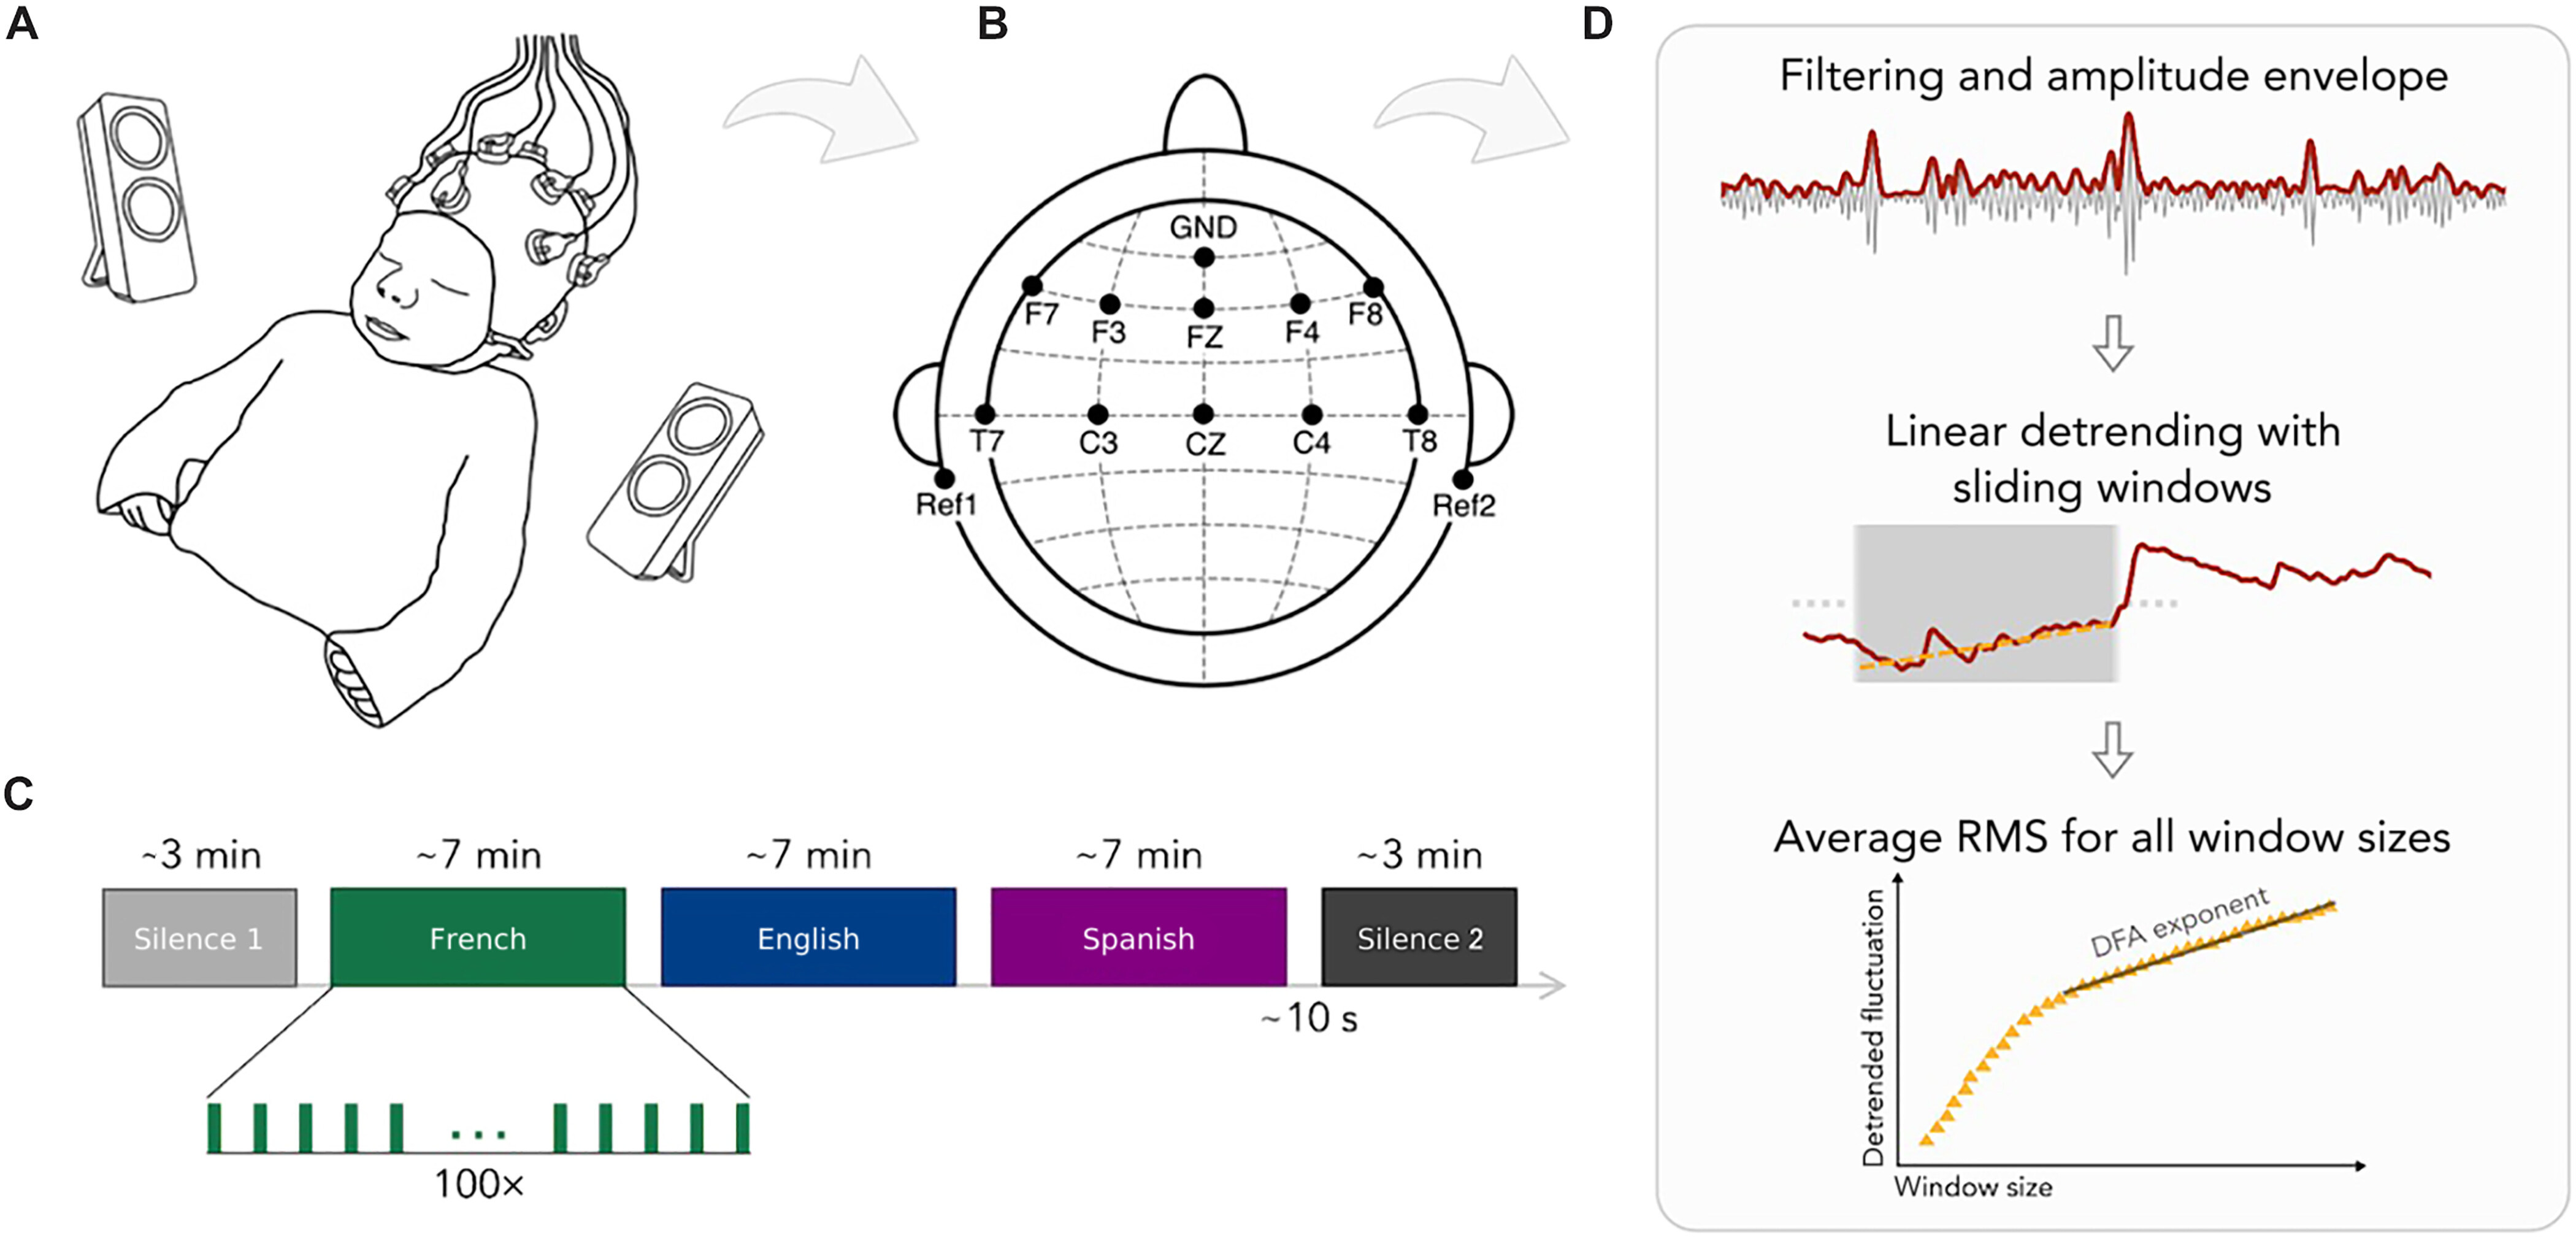 A
B
GND
F7
F3
FZ
F4
F8
T7
C3
CZ
C4
T8
Ref1
Ref2
C
~3 min
~7 min
~7 min
~7 min
~3 min
Silence 1
French
English
Spanish
Silence 2
~10 s
...
100×
D
Filtering and amplitude envelope
Linear detrending with
sliding windows
Average RMS for all window sizes
Detrended fluctuation
DFA exponent
Window size